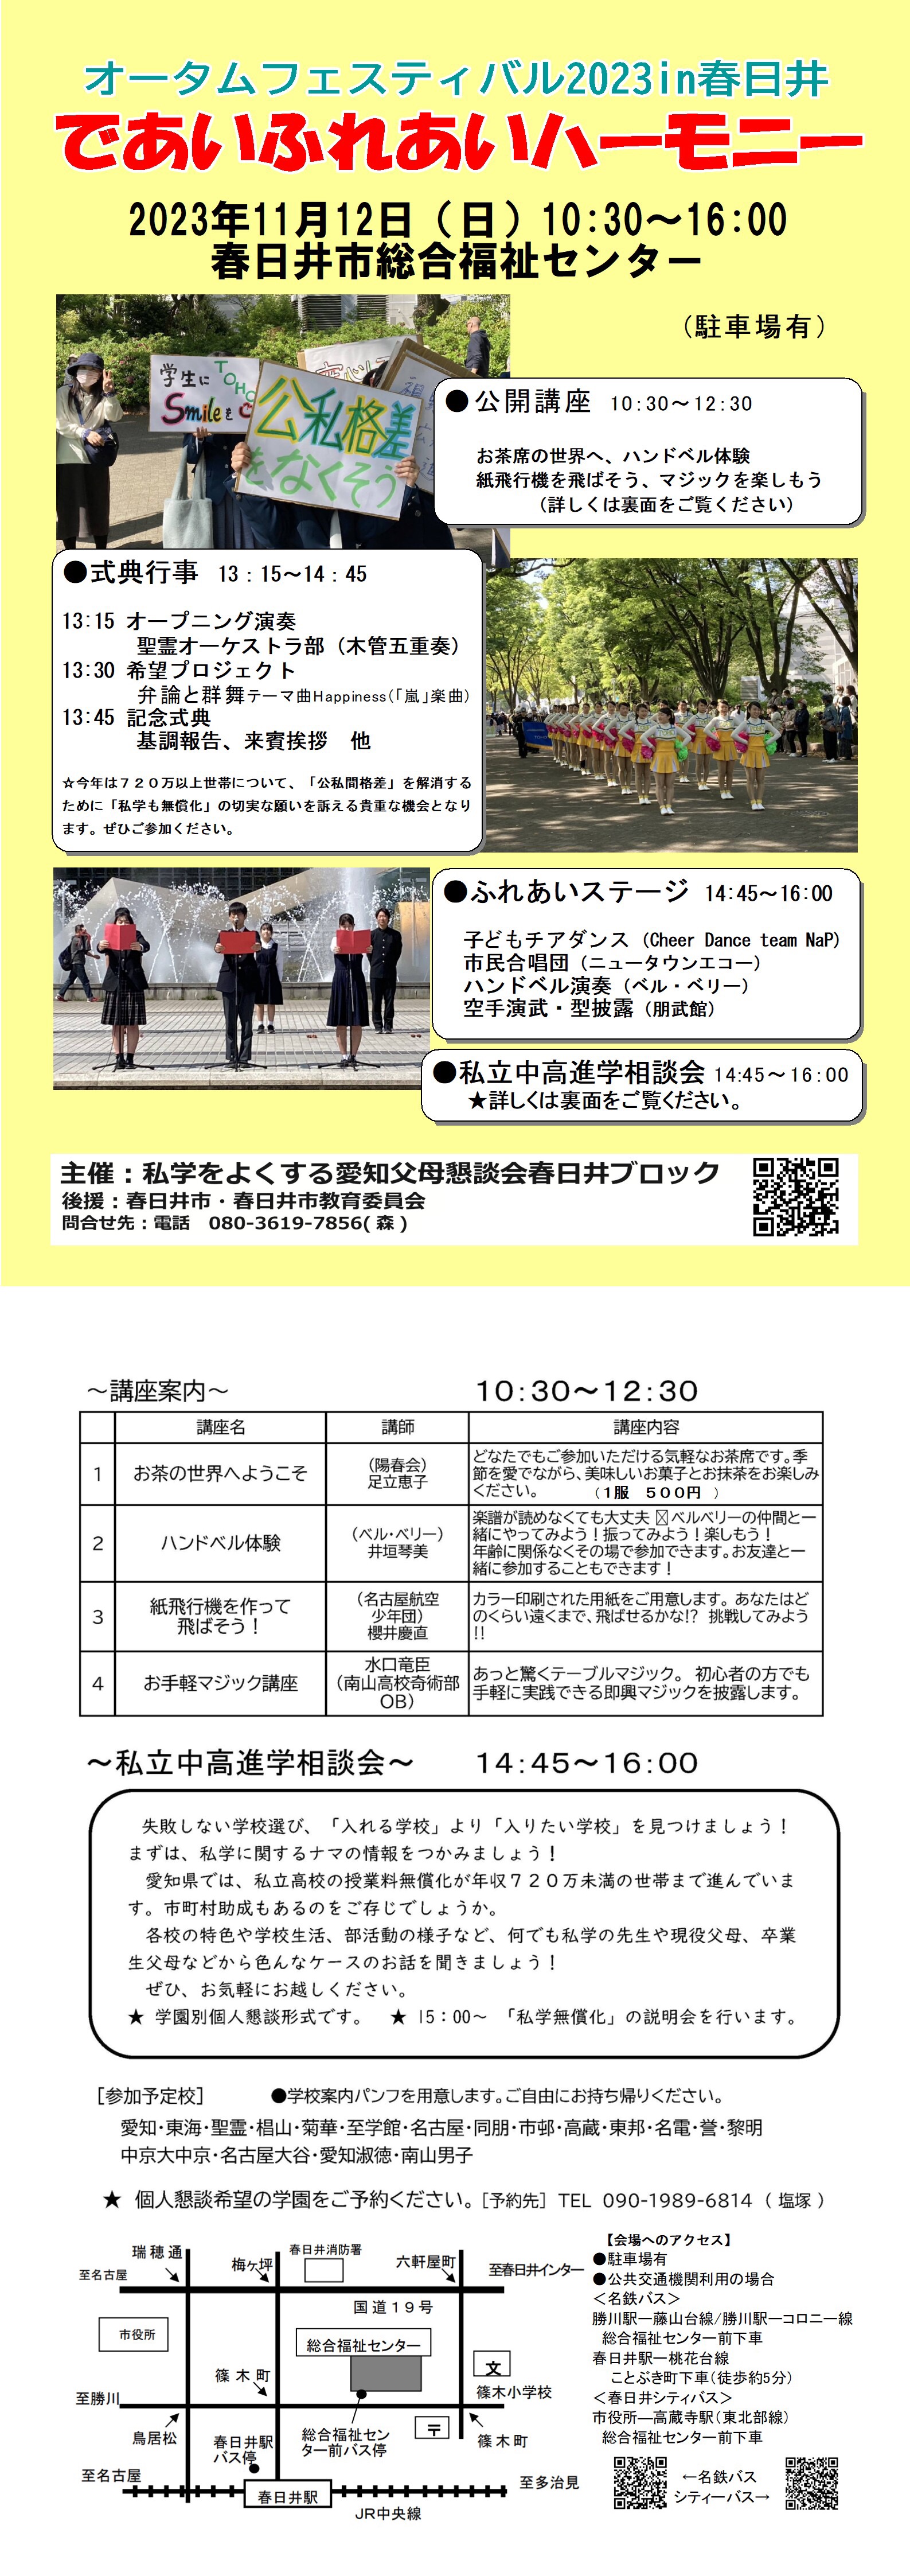 オータムフェスティバル2023in春日井
であいふれあいハーモニー
2023年11月12日（日）10:30～16:00
春日井市総合福祉センター
（駐車場有）
学生に
TOHO
Smileを
公私格差
をなくそう
●公開講座 10:30～12:30
お茶席の世界へ、ハンドベル体験
紙飛行機を飛ばそう、マジックを楽しもう
（詳しくは裏面をご覧ください）
●式典行事 13：15～14：45
13:15 オープニング演奏
聖霊オーケストラ部（木管五重奏）
13:30 希望プロジェクト
弁論と群舞テーマ曲Happiness（「嵐」楽曲）
13:45 記念式典
基調報告、来賓挨拶　他
☆今年は７２０万以上世帯について、「公私間格差」を解消する
ために「私学も無償化」の切実な願いを訴える貴重な機会となり
ます。ぜひご参加ください。
●ふれあいステージ 14:45～16:00
子どもチアダンス（Cheer Dance team NaP）
市民合唱団（ニュータウンエコー）
ハンドベル演奏（ベル・ベリー）
空手演武・型披露（朋武館）
●私立中高進学相談会 14:45～16:00
★詳しくは裏面をご覧ください。
主催：私学をよくする愛知父母懇談会春日井ブロック
後援：春日井市・春日井市教育委員会
問合せ先：電話　080-3619-7856(森)
～講座案内～ 10:30～12:30
講座名 講師 講座内容
1 お茶の世界へようこそ （陽春会）足立恵子
どなたでもご参加いただける気軽なお茶席です。季
節を愛でながら、美味しいお菓子とお抹茶をお楽しみ
ください。 （1服　５００円　）
2 ハンドベル体験 （ベル・ベリー）井垣琴美
楽譜が読めなくても大丈夫 ベルベリーの仲間と一
緒にやってみよう！振ってみよう！楽しもう！
年齢に関係なくその場で参加できます。お友達と一
緒に参加することもできます！
3 紙飛行機を作って飛ばそう！ （名古屋航空少年団）櫻井慶直
カラー印刷された用紙をご用意します。あなたはど
のくらい遠くまで、飛ばせるかな!? 挑戦してみよう
!!
4 お手軽マジック講座 水口竜臣（南山高校奇術部OB）
あっと驚くテーブルマジック。初心者の方でも
手軽に実践できる即興マジックを披露します。
～私立中高進学相談会～ 14:45～16:00
失敗しない学校選び、「入れる学校」より「入りたい学校」を見つけましょう！
まずは、私学に関するナマの情報をつかみましょう！
愛知県では、私立高校の授業料無償化が年収７２０万未満の世帯まで進んでいま
す。市町村助成もあるのをご存じでしょうか。
各校の特色や学校生活、部活動の様子など、何でも私学の先生や現役父母、卒業
生父母などから色んなケースのお話を聞きましょう！
ぜひ、お気軽にお越しください。
★ 学園別個人懇談形式です。　★ 15：00～ 「私学無償化」の説明会を行います。
［参加予定校］ ●学校案内パンフを用意します。ご自由にお持ち帰りください。
愛知・東海・聖霊・椙山・菊華・至学館・名古屋・同朋・市邨・高蔵・東邦・名電・誉・黎明
中京大中京・名古屋大谷・愛知淑徳・南山男子
★ 個人懇談希望の学園をご予約ください。［予約先］TEL 090-1989-6814（塩塚）
瑞穂通
梅ヶ坪
春日井消防署
六軒屋町
至名古屋
至春日井インター
国道19号
市役所
総合福祉センター
文
篠木町
篠木小学校
至勝川
鳥居松
春日井駅
バス停
総合福祉セン
ター前バス停
〒
篠木町
至名古屋
春日井駅
至多治見
JR中央線
【会場へのアクセス】
●駐車場有
●公共交通機関利用の場合
＜名鉄バス＞
勝川駅―藤山台線/勝川駅―コロニー線
総合福祉センター前下車
春日井駅―桃花台線
ことぶき町下車（徒歩約5分）
＜春日井シティバス＞
市役所―高蔵寺駅（東北部線）
総合福祉センター前下車
←名鉄バス
シティーバス→